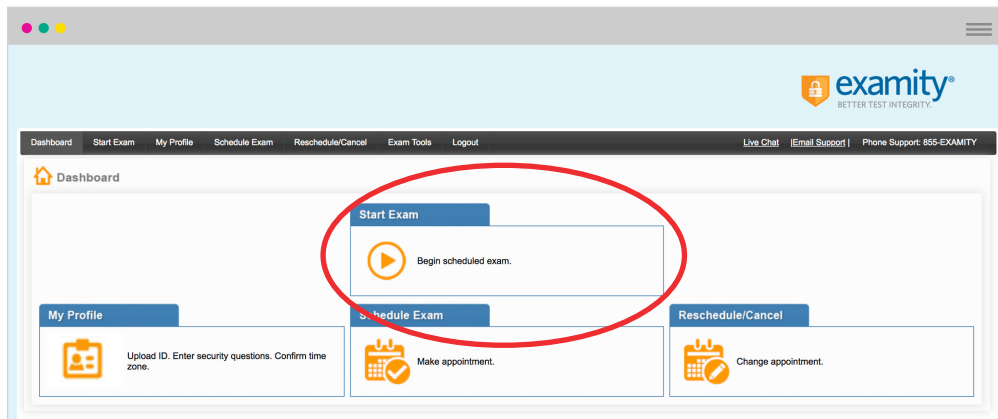 examity®
BETTER TEST INTEGRITY.
Dashboard Start Exam My Profile Schedule Exam Reschedule/Cancel Exam Tools Logout Live Chat |Email Support| Phone Support: 855-EXAMITY
Dashboard
Start Exam
Begin scheduled exam.
My Profile
Upload ID. Enter security questions. Confirm time
zone.
Schedule Exam
Make appointment.
Reschedule/Cancel
Change appointment.